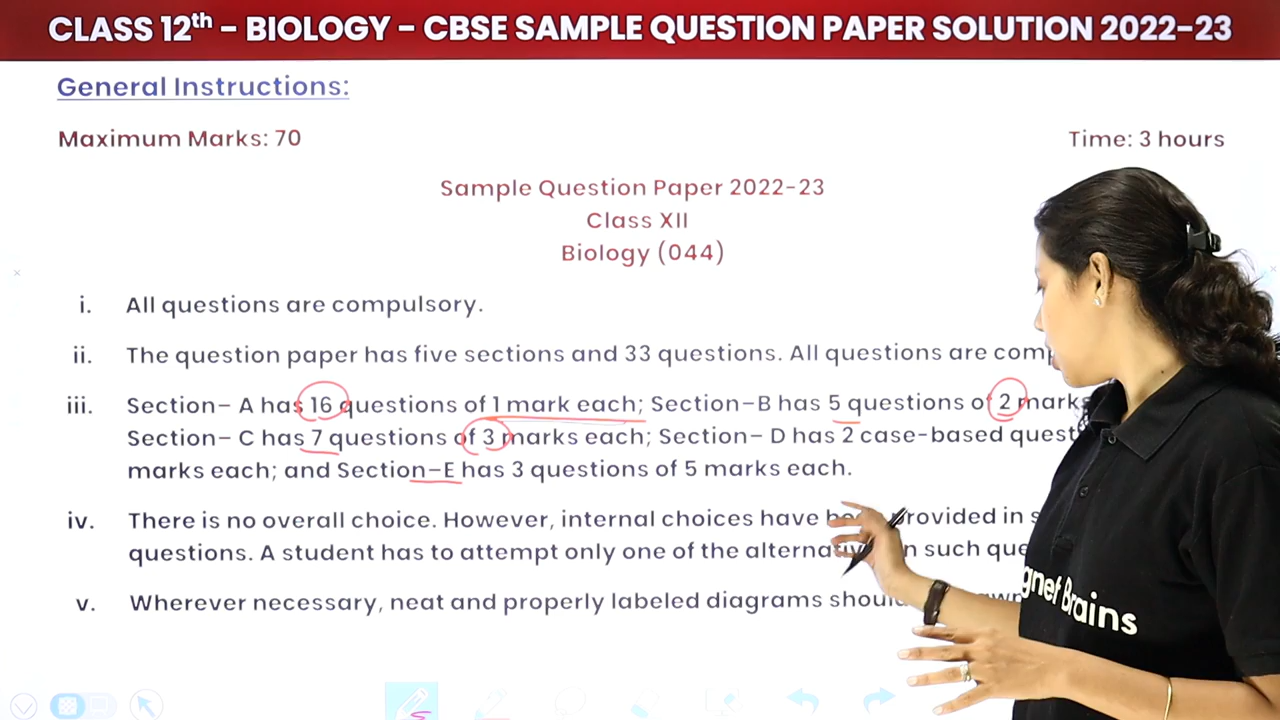 CLASS 12th – BIOLOGY – CBSE SAMPLE QUESTION PAPER SOLUTION 2022–23
General Instructions:
Maximum Marks: 70
Time: 3 hours
Sample Question Paper 2022-23
Class XII
Biology (044)
i. All questions are compulsory.
ii. The question paper has five sections and 33 questions. All questions are
iii. Section– A has 16 questions of 1 mark each; Section–B has 5 questions of 2 marks
Section– C has 7 questions of 3 marks each; Section– D has 2 case-based
marks each; and Section–E has 3 questions of 5 marks each.
iv. There is no overall choice. However, internal choices have provided in
questions. A student has to attempt only one of the in such
v. Wherever necessary, neat and properly labeled diagrams
gnet Brains